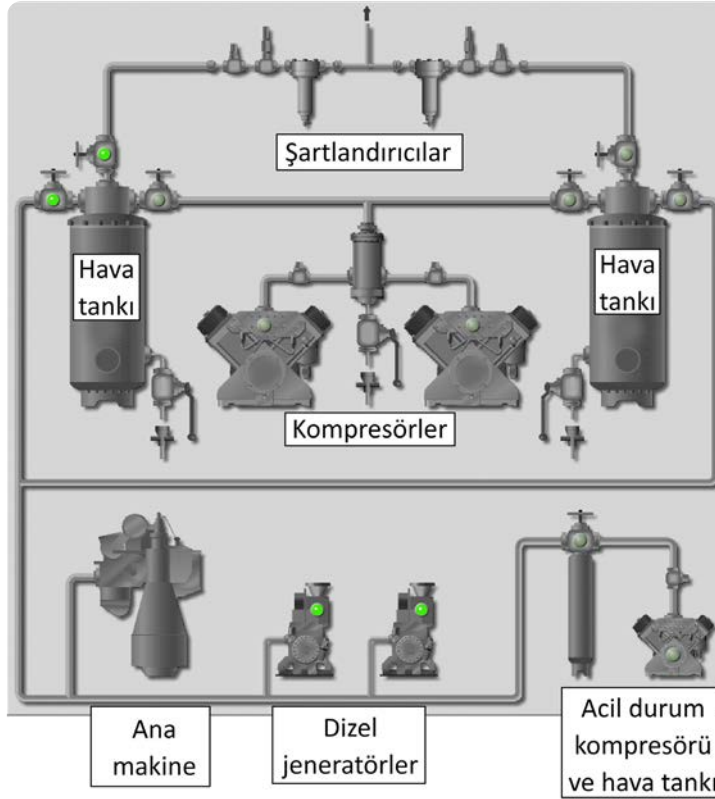 Şartlandırıcılar
Hava
tankı
Hava
tankı
Kompresörler
Ana
makine
Dizel
jeneratörler
Acil durum
kompresörü
ve hava tankı